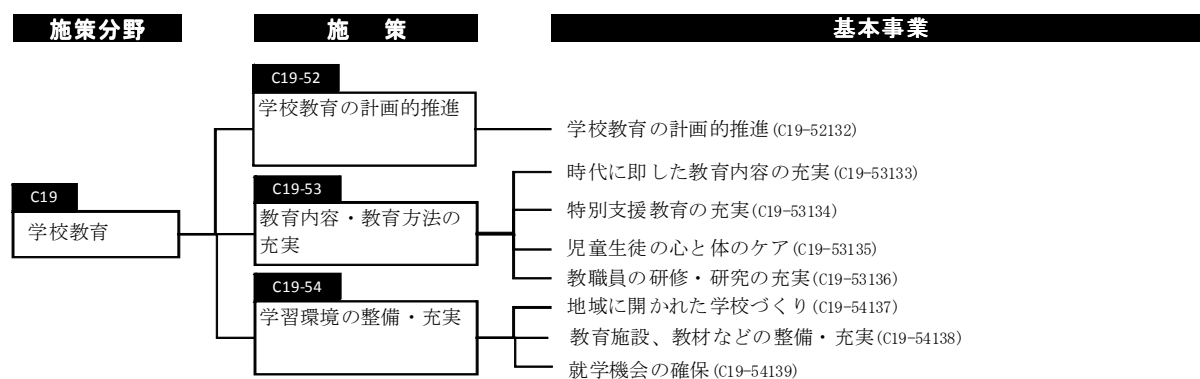 施策分野
施 策
基本事業
C19
学校教育
C19-52
学校教育の計画的推進
学校教育の計画的推進(C19-52132)
C19-53
教育内容・教育方法の
充実
時代に即した教育内容の充実(C19-53133)
特別支援教育の充実(C19-53134)
児童生徒の心と体のケア(C19-53135)
教職員の研修・研究の充実(C19-53136)
C19-54
学習環境の整備・充実
地域に開かれた学校づくり(C19-54137)
教育施設、教材などの整備・充実(C19-54138)
就学機会の確保(C19-54139)